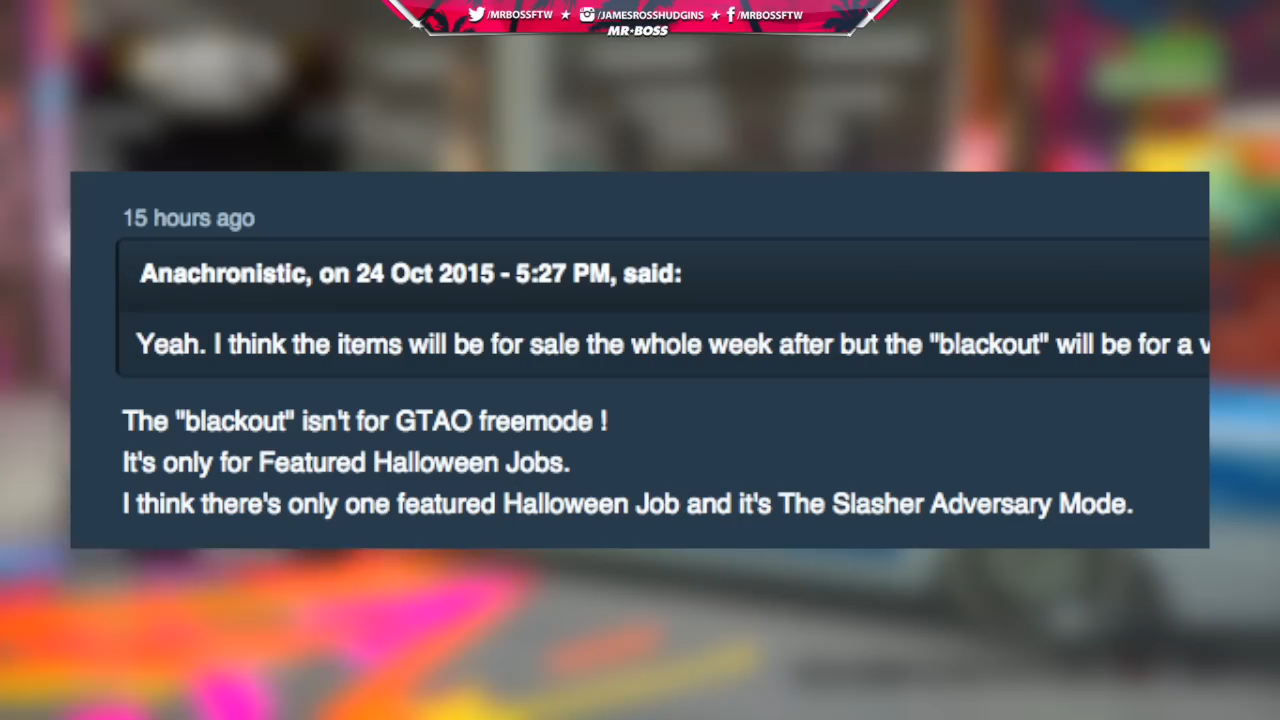 /MRBOSSFTW ★ /JAMESROSSHUDGINS ★ /MRBOSSFTW
MR·BOSS
15 hours ago
Anachronistic, on 24 Oct 2015 - 5:27 PM, said:
Yeah. I think the items will be for sale the whole week after but the "blackout" will be for a
The "blackout" isn't for GTAO freemode !
It's only for Featured Halloween Jobs.
I think there's only one featured Halloween Job and it's The Slasher Adversary Mode.